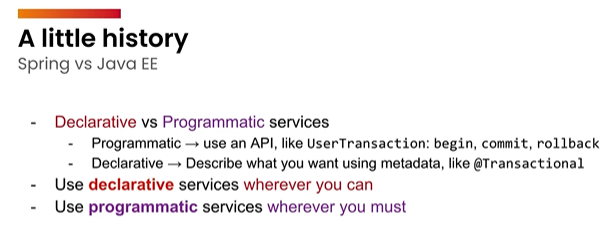 A little history
Spring vs Java EE
- Declarative vs Programmatic services
- Programmatic → use an API, like UserTransaction: begin, commit, rollback
- Declarative → Describe what you want using metadata, like @Transactional
- Use declarative services wherever you can
- Use programmatic services wherever you must